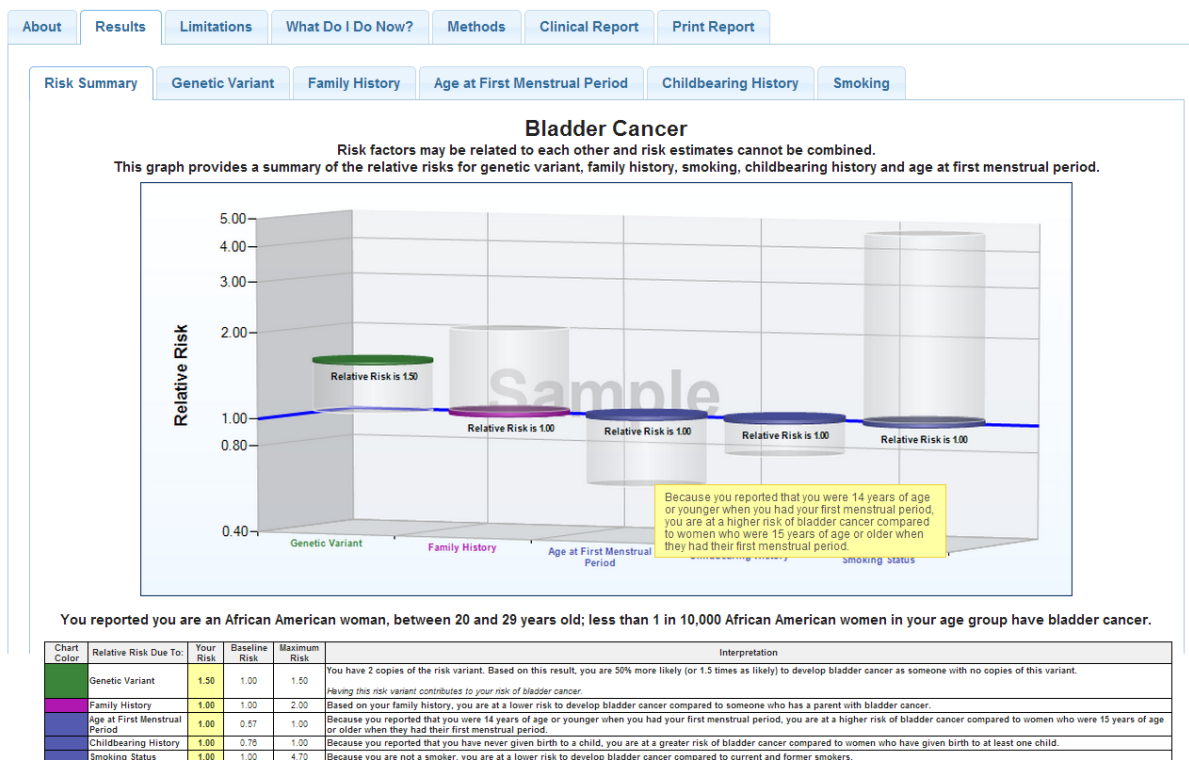 About Results Limitations What Do I Do Now? Methods Clinical Report Print Report
Risk Summary Genetic Variant Family History Age at First Menstrual Period Childbearing History Smoking
Bladder Cancer
Risk factors may be related to each other and risk estimates cannot be combined.
This graph provides a summary of the relative risks for genetic variant, family history, smoking, childbearing history and age at first menstrual period.
5.00
4.00
3.00
2.00
1.00
0.80
0.40
Relative Risk
Sample
Relative Risk is 1.50
Relative Risk is 1.00
Relative Risk is 1.00
Relative Risk is 1.00
Relative Risk is 1.00
Because you reported that you were 14 years of age
or younger when you had your first menstrual period,
you are at a higher risk of bladder cancer compared
to women who were 15 years of age or older when
they had their first menstrual period.
Genetic Variant
Family History
Age at First Menstrual
Period
Childbearing History
Smoking Status
You reported you are an African American woman, between 20 and 29 years old; less than 1 in 10,000 African American women in your age group have bladder cancer.
Chart Color Relative Risk Due To: Your Risk Baseline Risk Maximum Risk Interpretation
Genetic Variant 1.50 1.00 1.50 You have 2 copies of the risk variant. Based on this result, you are 50% more likely (or 1.5 times as likely) to develop bladder cancer as someone with no copies of this variant.
Having this risk variant contributes to your risk of bladder cancer.
Family History 1.00 1.00 2.00 Based on your family history, you are at a lower risk to develop bladder cancer compared to someone who has a parent with bladder cancer.
Age at First Menstrual Period 1.00 0.57 1.00 Because you reported that you were 14 years of age or younger when you had your first menstrual period, you are at a higher risk of bladder cancer compared to women who were 15 years of age
or older when they had their first menstrual period.
Childbearing History 1.00 0.76 1.00 Because you reported that you have never given birth to a child, you are at a greater risk of bladder cancer compared to women who have given birth to at least one child.
Smoking Status 1.00 1.00 4.70 Because you are not a smoker, you are at a lower risk to develop bladder cancer compared to current and former smokers.